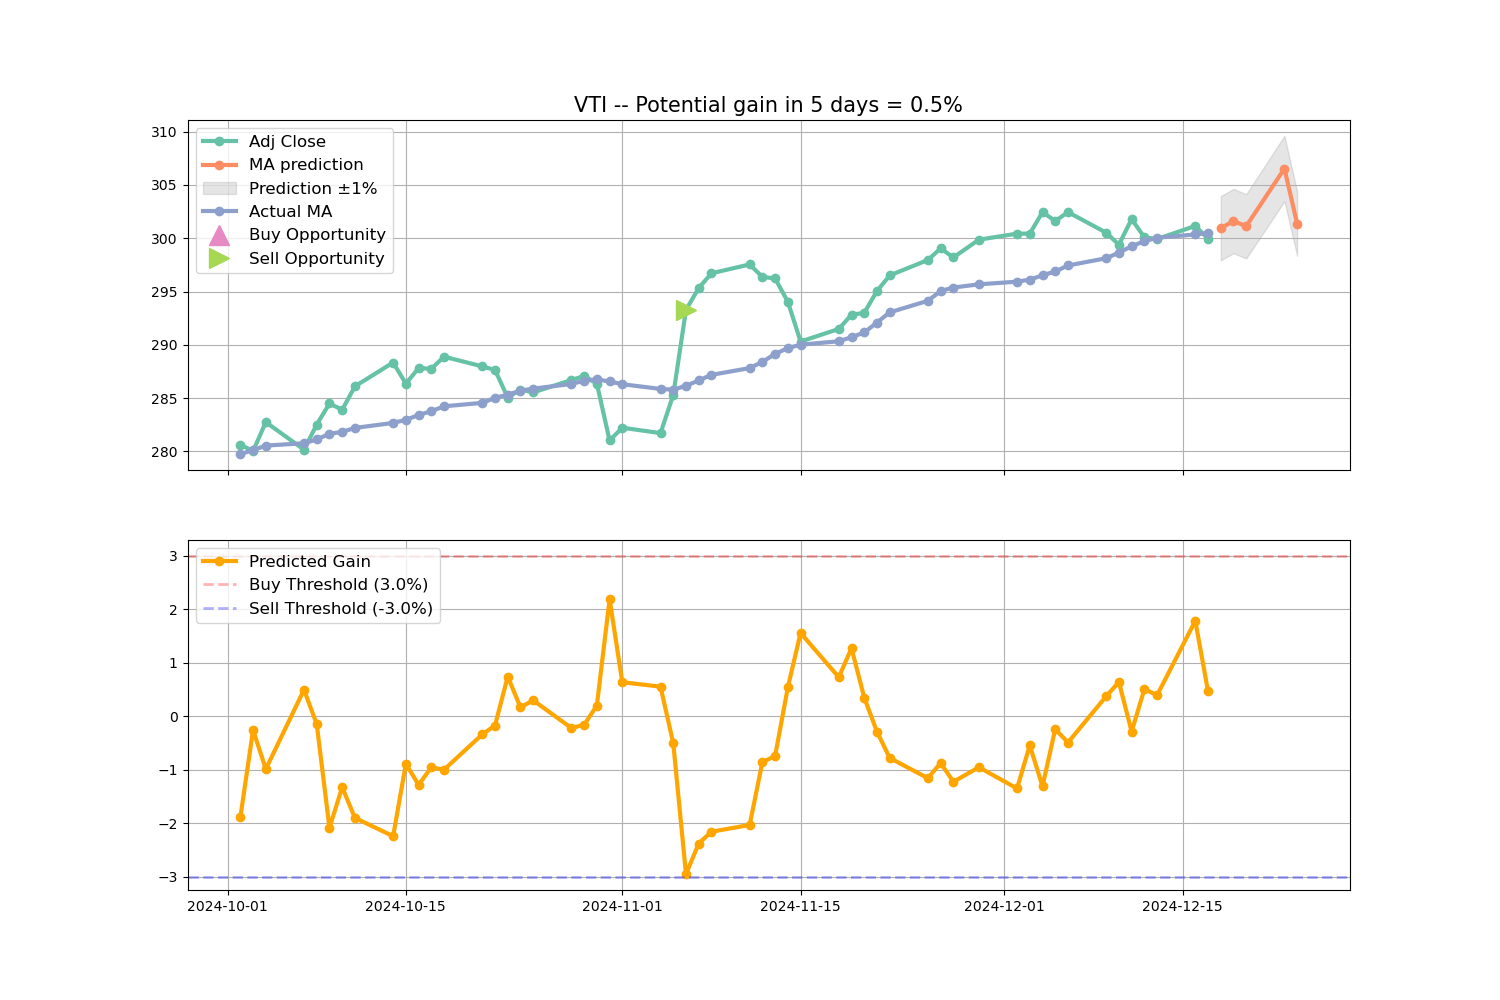 VTI -- Potential gain in 5 days = 0.5%
310
305
300
295
290
285
280
Adj Close
MA prediction
Prediction ±1%
Actual MA
Buy Opportunity
Sell Opportunity
3
2
1
0
−1
−2
−3
Predicted Gain
Buy Threshold (3.0%)
Sell Threshold (-3.0%)
2024-10-01
2024-10-15
2024-11-01
2024-11-15
2024-12-01
2024-12-15